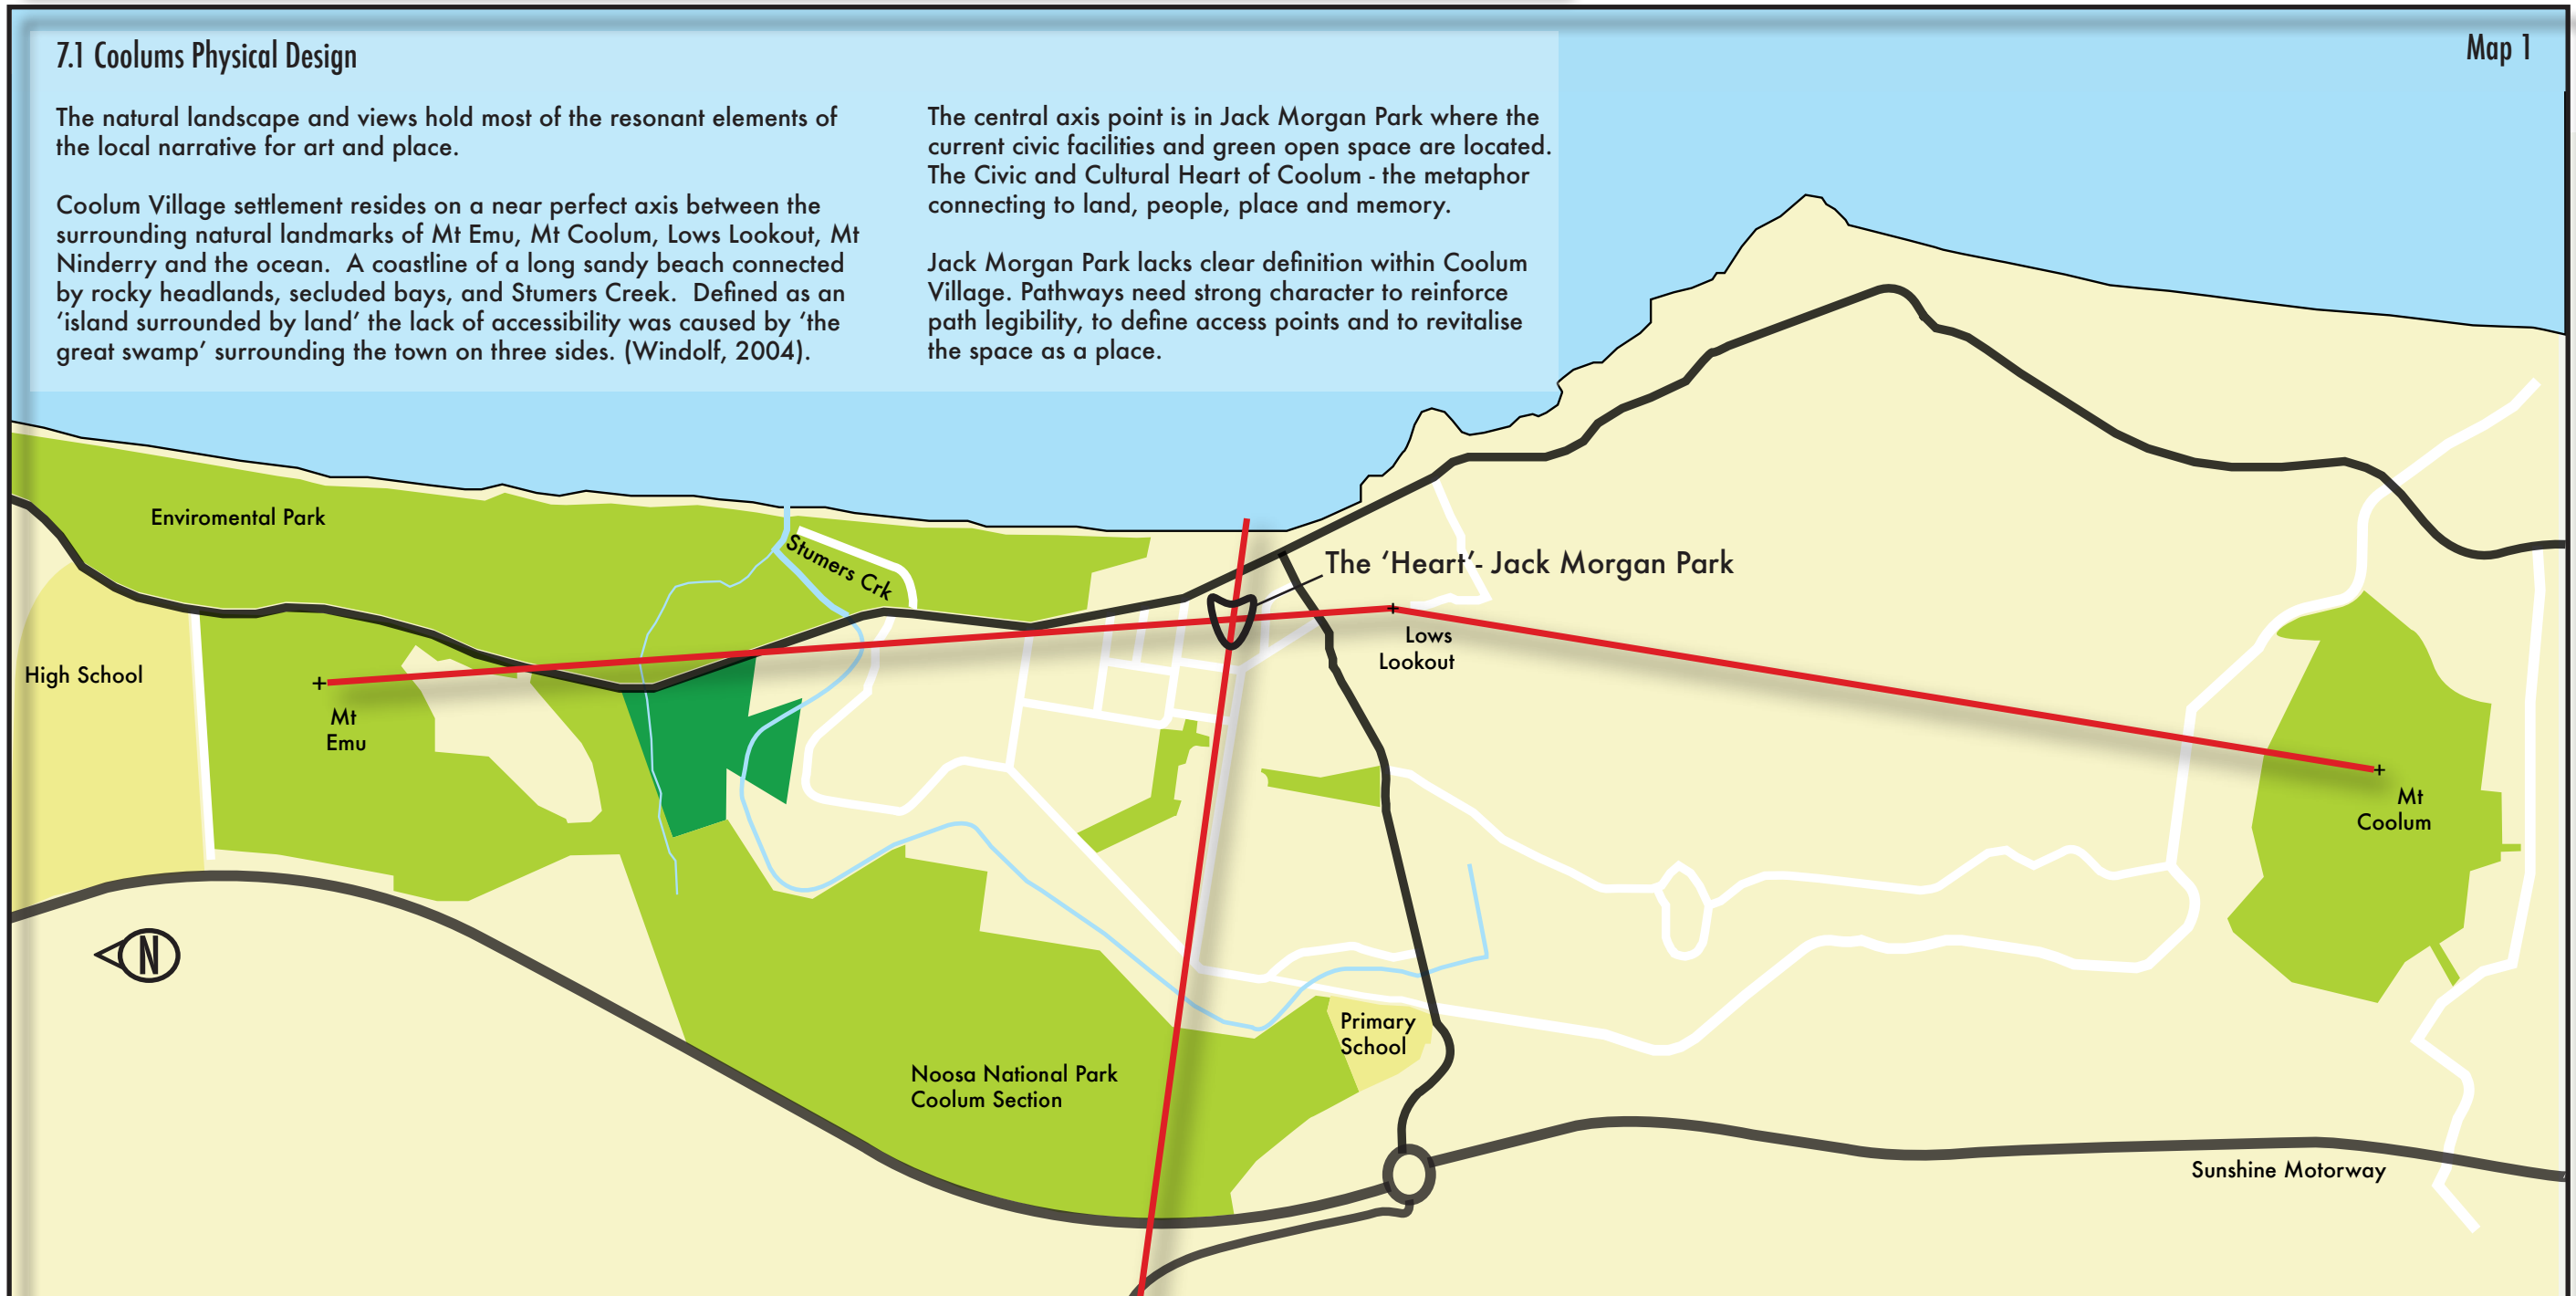 7.1 Coolums Physical Design
Map 1
The natural landscape and views hold most of the resonant elements of
the local narrative for art and place.
Coolum Village settlement resides on a near perfect axis between the
surrounding natural landmarks of Mt Emu, Mt Coolum, Lows Lookout, Mt
Ninderry and the ocean.  A coastline of a long sandy beach connected
by rocky headlands, secluded bays, and Stumers Creek.  Defined as an
‘island surrounded by land’ the lack of accessibility was caused by ‘the
great swamp’ surrounding the town on three sides. (Windolf, 2004).
The central axis point is in Jack Morgan Park where the
current civic facilities and green open space are located.
The Civic and Cultural Heart of Coolum - the metaphor
connecting to land, people, place and memory.
Jack Morgan Park lacks clear definition within Coolum
Village. Pathways need strong character to reinforce
path legibility, to define access points and to revitalise
the space as a place.
Enviromental Park
Stumers Crk
The ‘Heart’- Jack Morgan Park
High School
Lows
Lookout
Mt
Emu
Mt
Coolum
N
Primary
School
Noosa National Park
Coolum Section
Sunshine Motorway